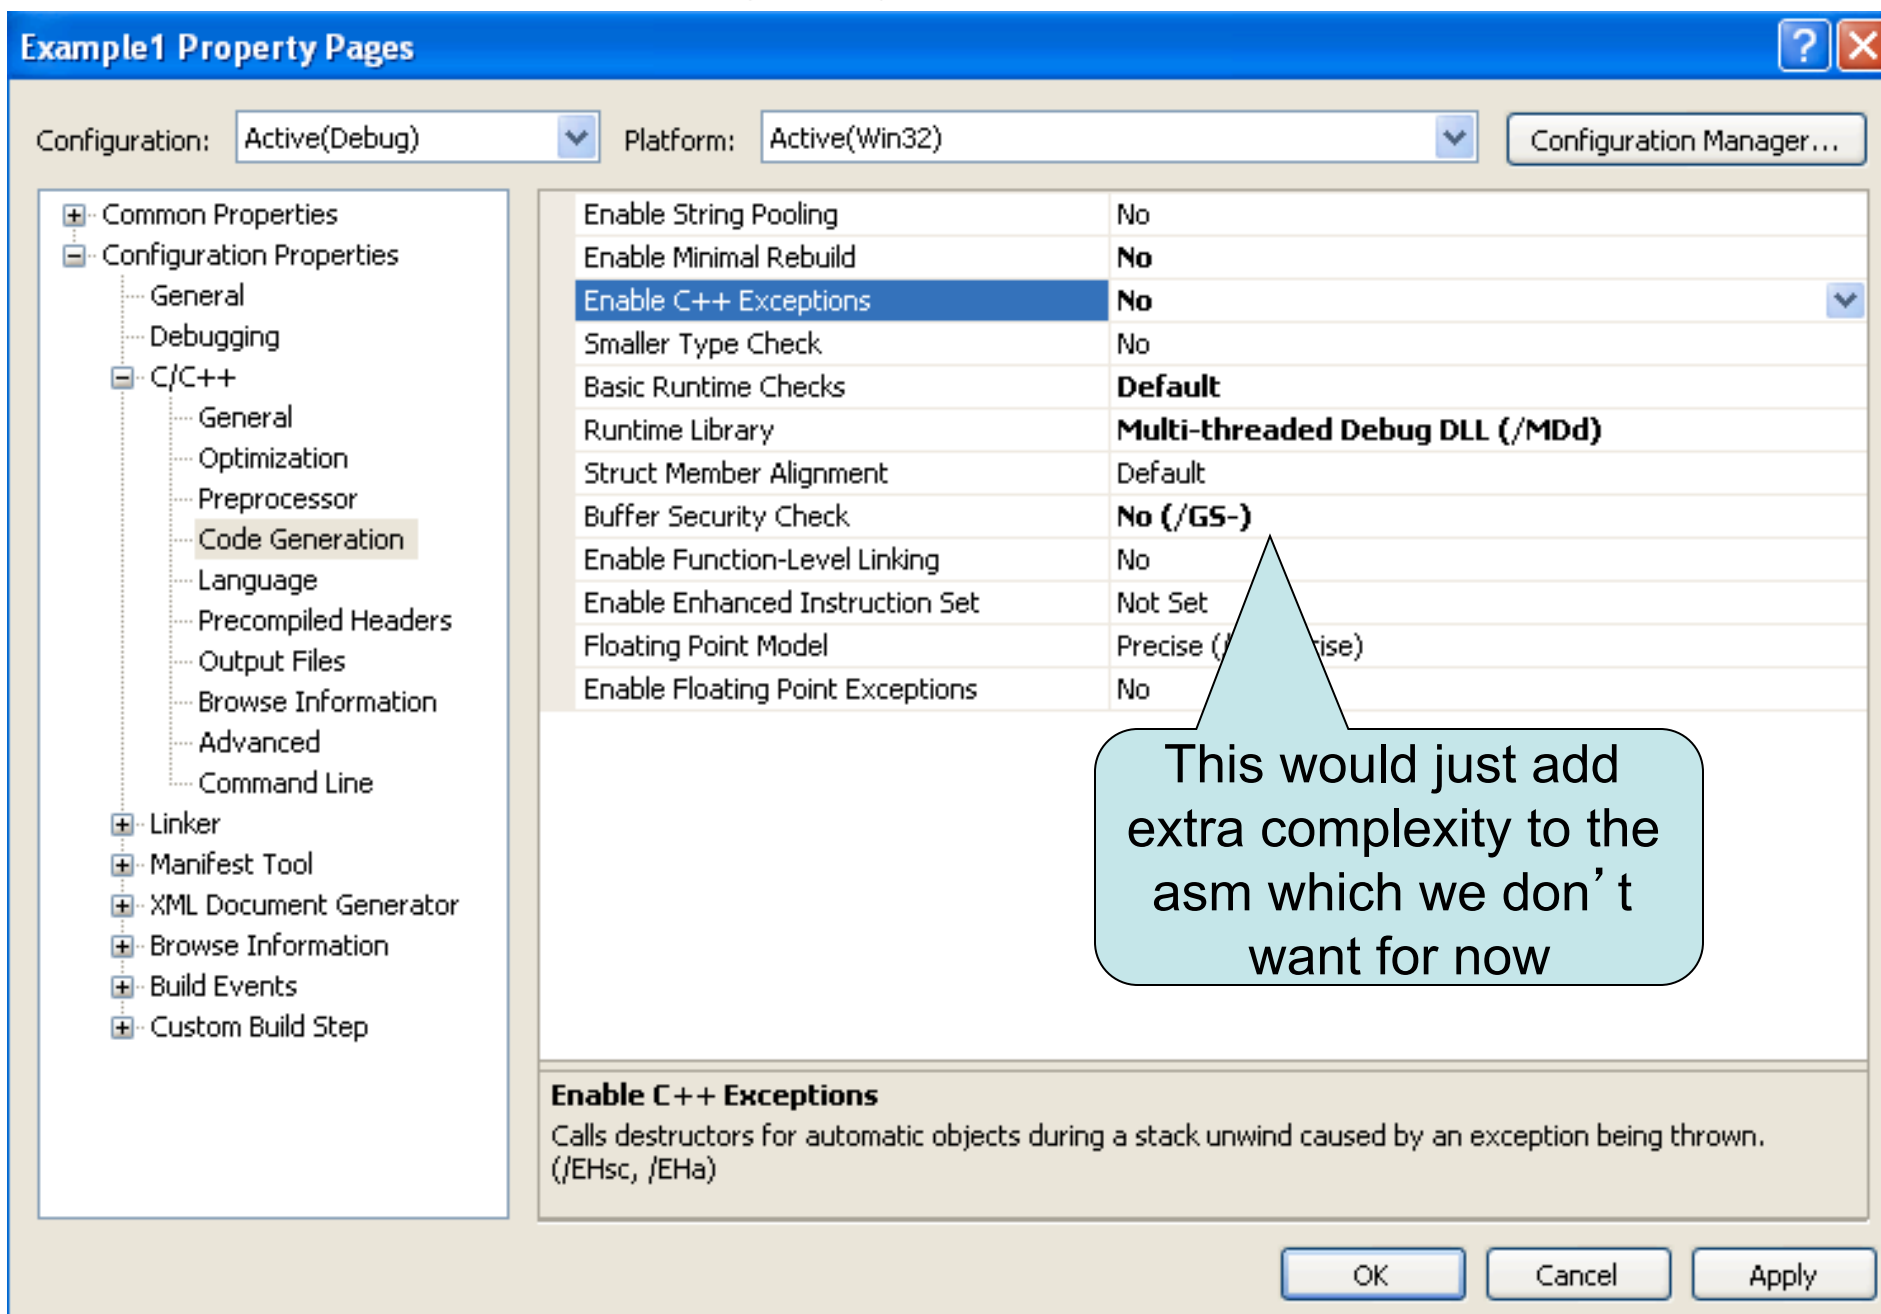 Example1 Property Pages
Configuration: Active(Debug) Platform: Active(Win32) Configuration Manager...
Common Properties
Configuration Properties
General
Debugging
C/C++
General
Optimization
Preprocessor
Code Generation
Language
Precompiled Headers
Output Files
Browse Information
Advanced
Command Line
Linker
Manifest Tool
XML Document Generator
Browse Information
Build Events
Custom Build Step
Enable String Pooling No
Enable Minimal Rebuild No
Enable C++ Exceptions No
Smaller Type Check No
Basic Runtime Checks Default
Runtime Library Multi-threaded Debug DLL (/MDd)
Struct Member Alignment Default
Buffer Security Check No (/GS-)
Enable Function-Level Linking No
Enable Enhanced Instruction Set Not Set
Floating Point Model Precise
Enable Floating Point Exceptions No
This would just add
extra complexity to the
asm which we don’t
want for now
Enable C++ Exceptions
Calls destructors for automatic objects during a stack unwind caused by an exception being thrown.
(/EHsc, /EHa)
OK Cancel Apply